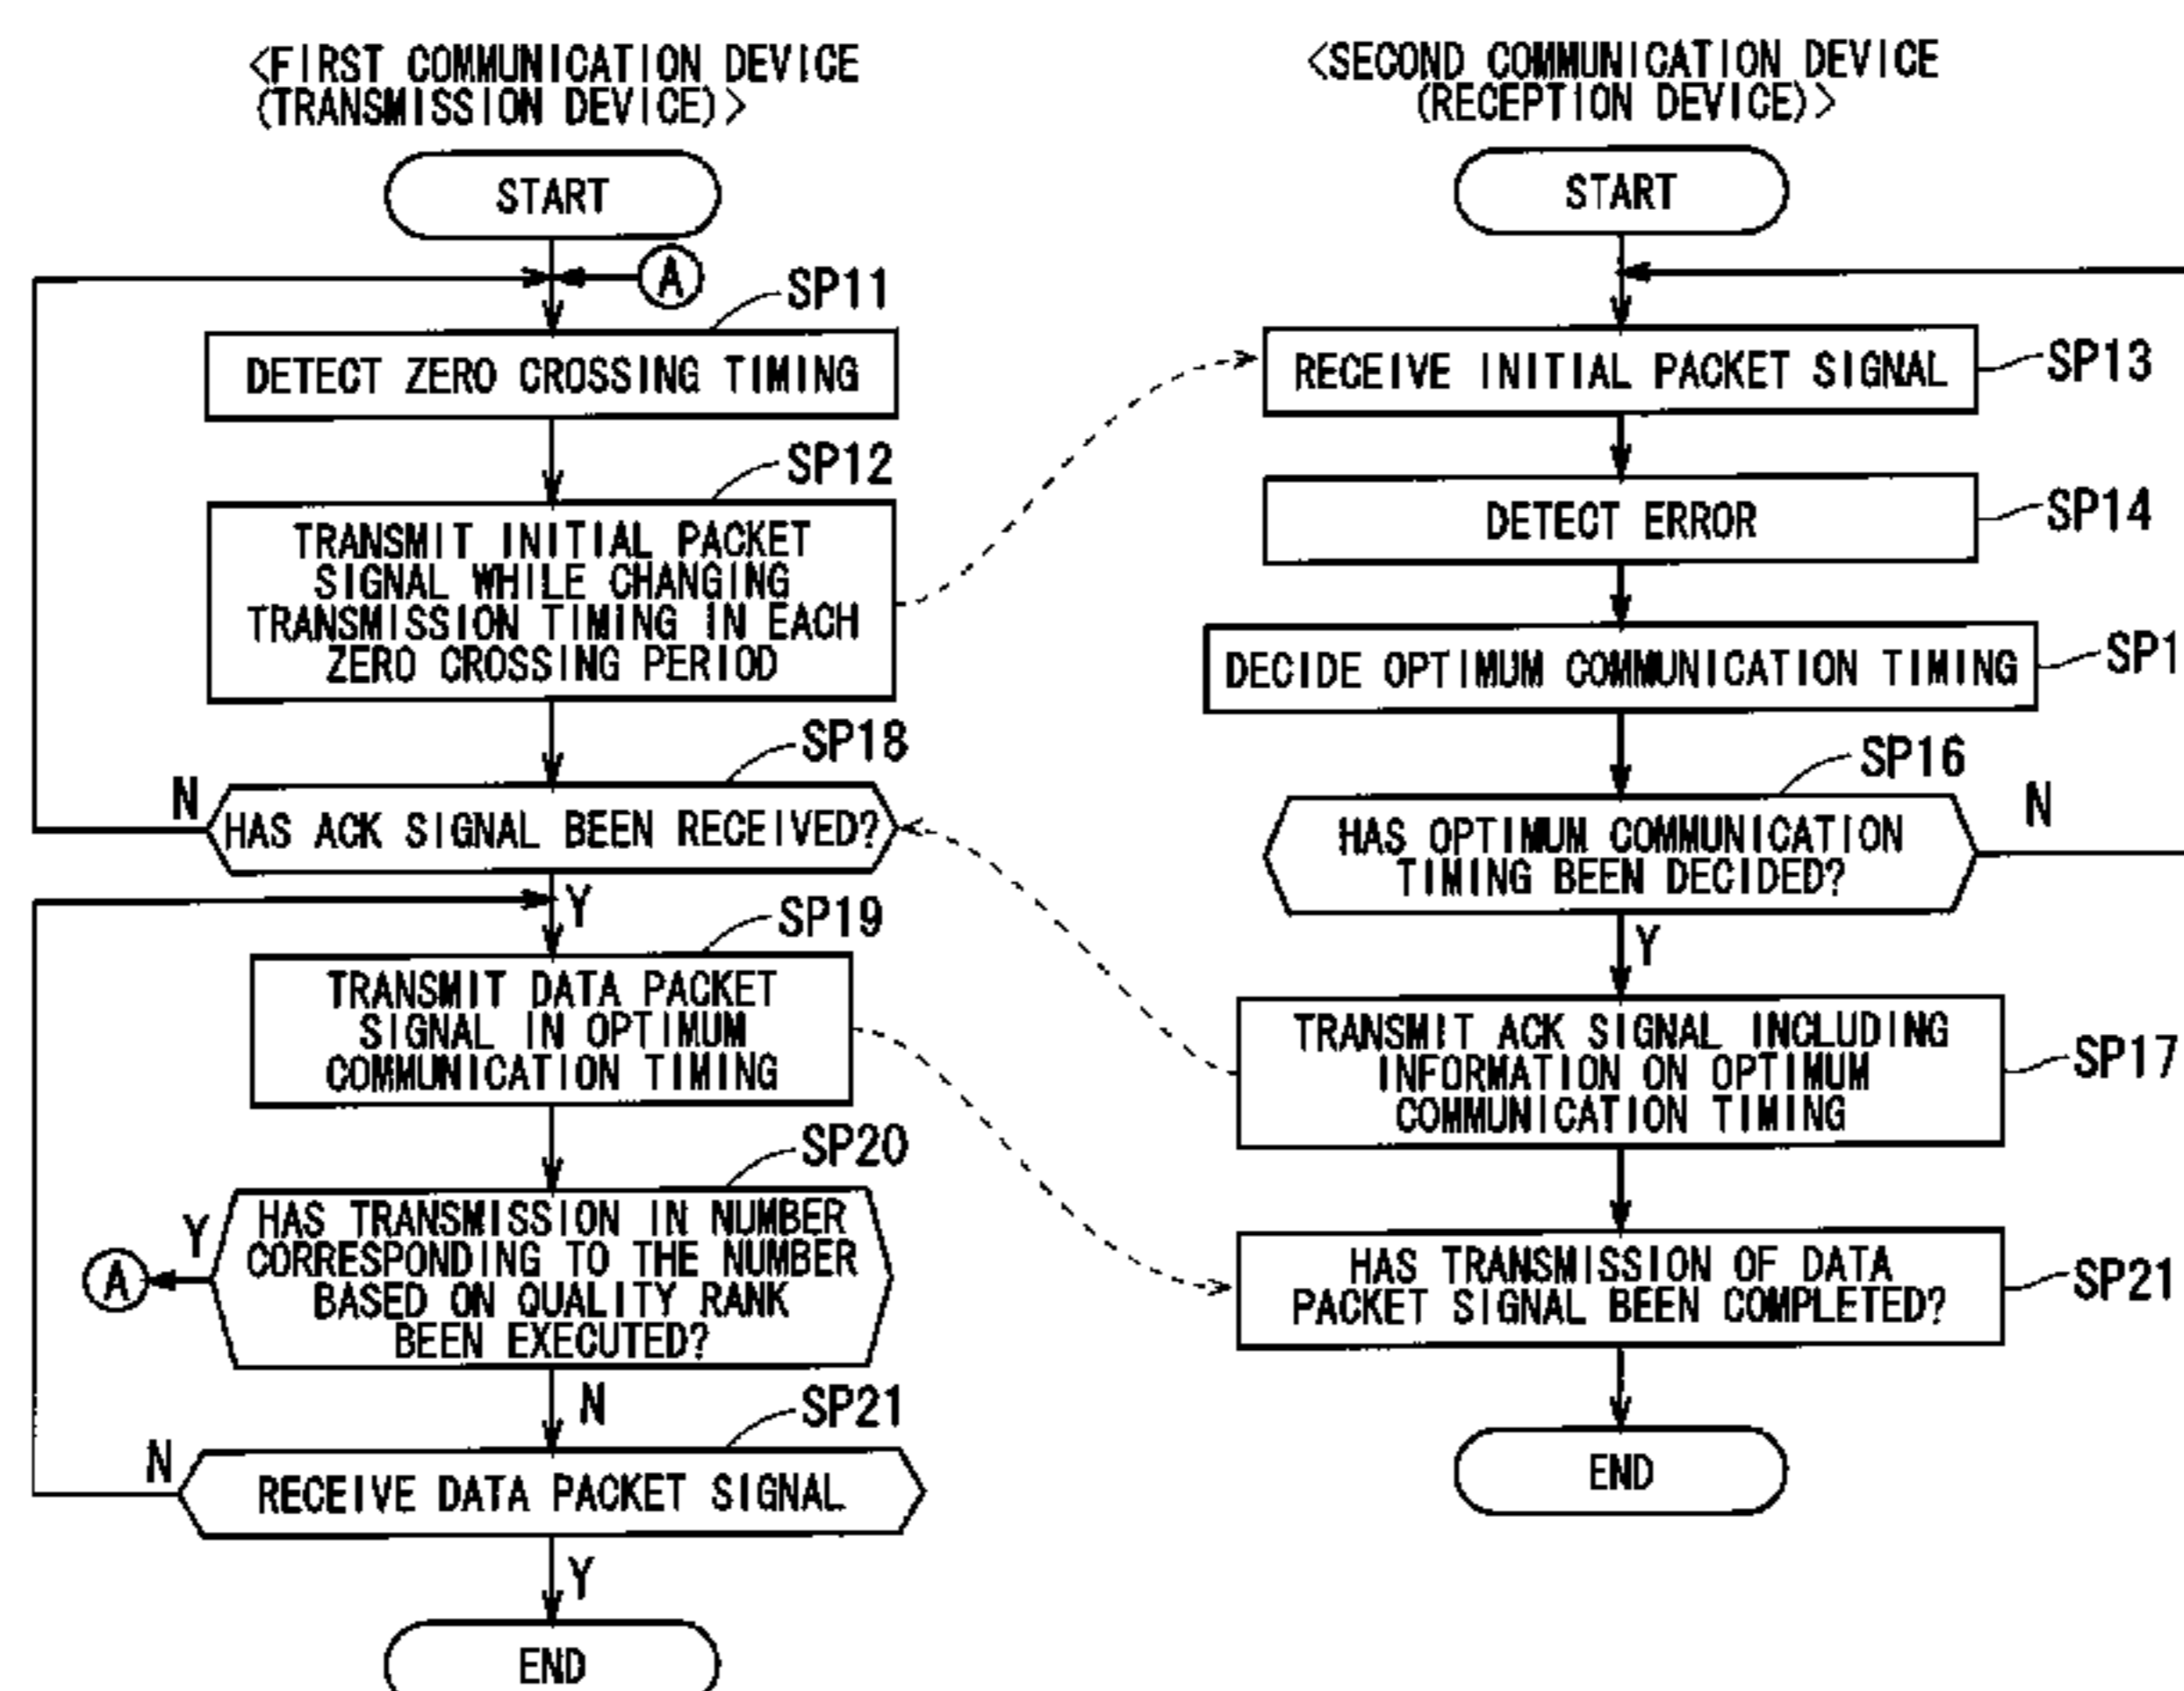 <FIRST COMMUNICATION DEVICE
(TRANSMISSION DEVICE)>
START
A
SP11
DETECT ZERO CROSSING TIMING
SP12
TRANSMIT INITIAL PACKET
SIGNAL WHILE CHANGING
TRANSMISSION TIMING IN EACH
ZERO CROSSING PERIOD
SP18
N
HAS ACK SIGNAL BEEN RECEIVED?
Y
SP19
TRANSMIT DATA PACKET
SIGNAL IN OPTIMUM
COMMUNICATION TIMING
SP20
Y
A
HAS TRANSMISSION IN NUMBER
CORRESPONDING TO THE NUMBER
BASED ON QUALITY RANK
BEEN EXECUTED?
N
SP21
N
RECEIVE DATA PACKET SIGNAL
Y
END
<SECOND COMMUNICATION DEVICE
(RECEPTION DEVICE)>
START
RECEIVE INITIAL PACKET SIGNAL
SP13
DETECT ERROR
SP14
DECIDE OPTIMUM COMMUNICATION TIMING
SP1
SP16
N
HAS OPTIMUM COMMUNICATION
TIMING BEEN DECIDED?
Y
TRANSMIT ACK SIGNAL INCLUDING
INFORMATION ON OPTIMUM
COMMUNICATION TIMING
SP17
HAS TRANSMISSION OF DATA
PACKET SIGNAL BEEN COMPLETED?
SP21
END